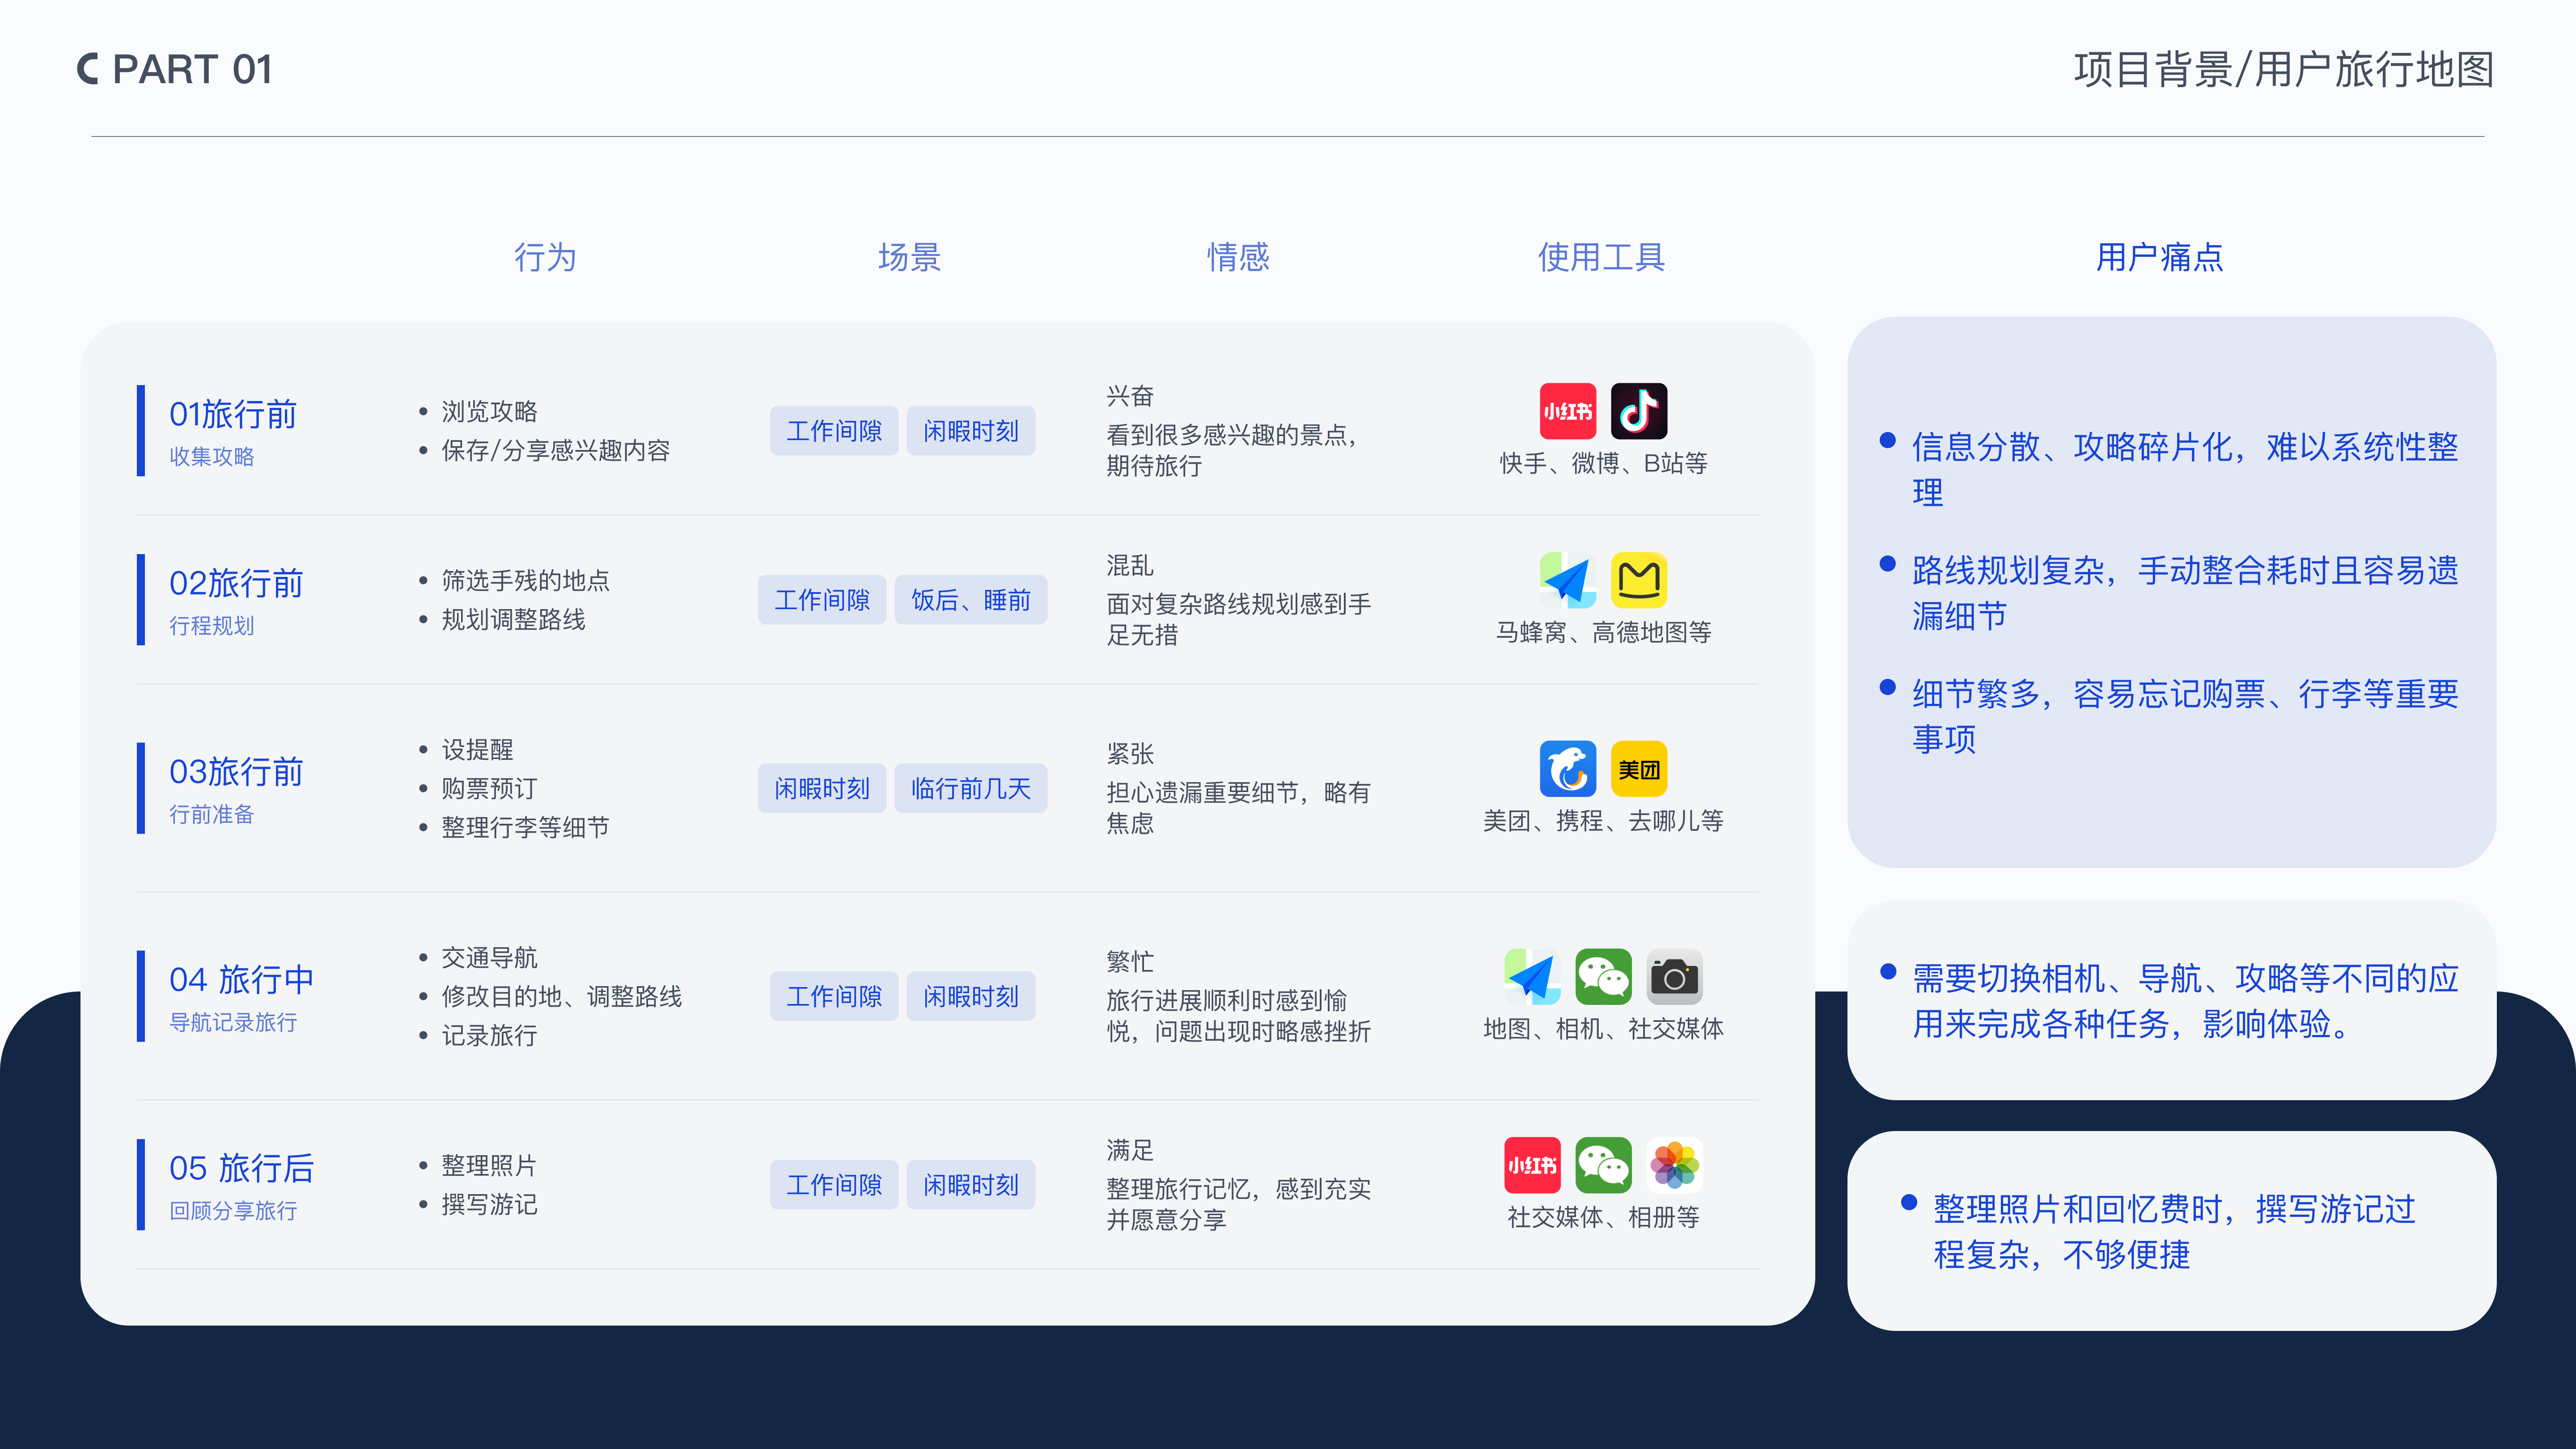 PART 01
项目背景/用户旅行地图
行为
场景
情感
使用工具
用户痛点
01旅行前
收集攻略
浏览攻略
保存/分享感兴趣内容
工作间隙
闲暇时刻
兴奋
看到很多感兴趣的景点，
期待旅行
小红书
快手、微博、B站等
02旅行前
行程规划
筛选手残的地点
规划调整路线
工作间隙
饭后、睡前
混乱
面对复杂路线规划感到手
足无措
马蜂窝、高德地图等
03旅行前
行前准备
设提醒
购票预订
整理行李等细节
闲暇时刻
临行前几天
紧张
担心遗漏重要细节，略有
焦虑
美团
美团、携程、去哪儿等
04 旅行中
导航记录旅行
交通导航
修改目的地、调整路线
记录旅行
工作间隙
闲暇时刻
繁忙
旅行进展顺利时感到愉
悦，问题出现时略感挫折
地图、相机、社交媒体
05 旅行后
回顾分享旅行
整理照片
撰写游记
工作间隙
闲暇时刻
满足
整理旅行记忆，感到充实
并愿意分享
小红书
社交媒体、相册等
信息分散、攻略碎片化，难以系统性整
理
路线规划复杂，手动整合耗时且容易遗
漏细节
细节繁多，容易忘记购票、行李等重要
事项
需要切换相机、导航、攻略等不同的应
用来完成各种任务，影响体验。
整理照片和回忆费时，撰写游记过
程复杂，不够便捷